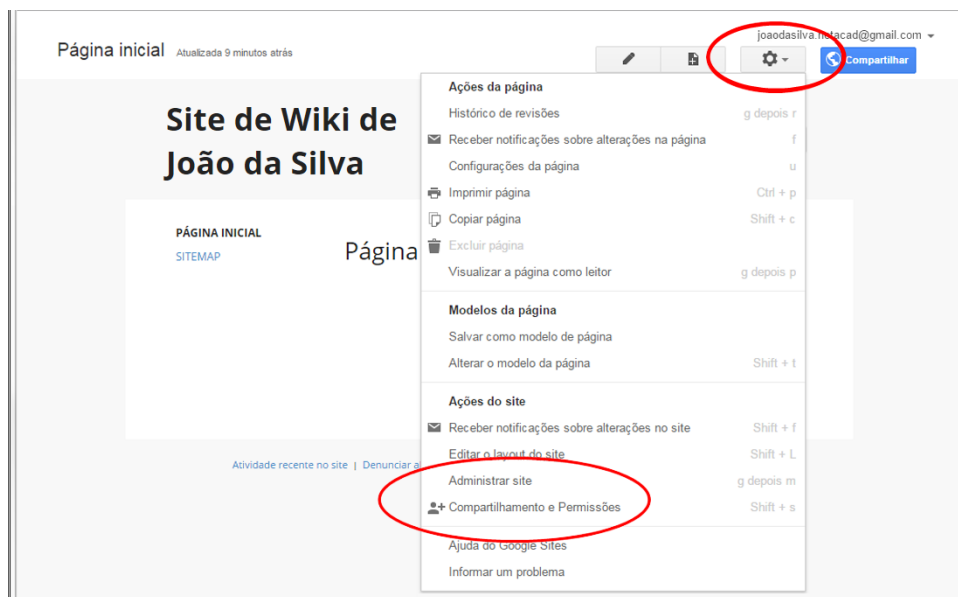 joaodasilva.netacad@gmail.com
Página inicial Atualizada 9 minutos atrás
Compartilhar
Site de Wiki de
João da Silva
PÁGINA INICIAL
SITEMAP
Página
Atividade recente no site | Denunciar
Ações da página
Histórico de revisões g depois r
Receber notificações sobre alterações na página f
Configurações da página u
Imprimir página Ctrl + p
Copiar página Shift + c
Excluir página
Visualizar a página como leitor g depois p
Modelos da página
Salvar como modelo de página
Alterar o modelo da página Shift + t
Ações do site
Receber notificações sobre alterações no site Shift + f
Editar o layout do site Shift + L
Administrar site g depois m
Compartilhamento e Permissões Shift + s
Ajuda do Google Sites
Informar um problema